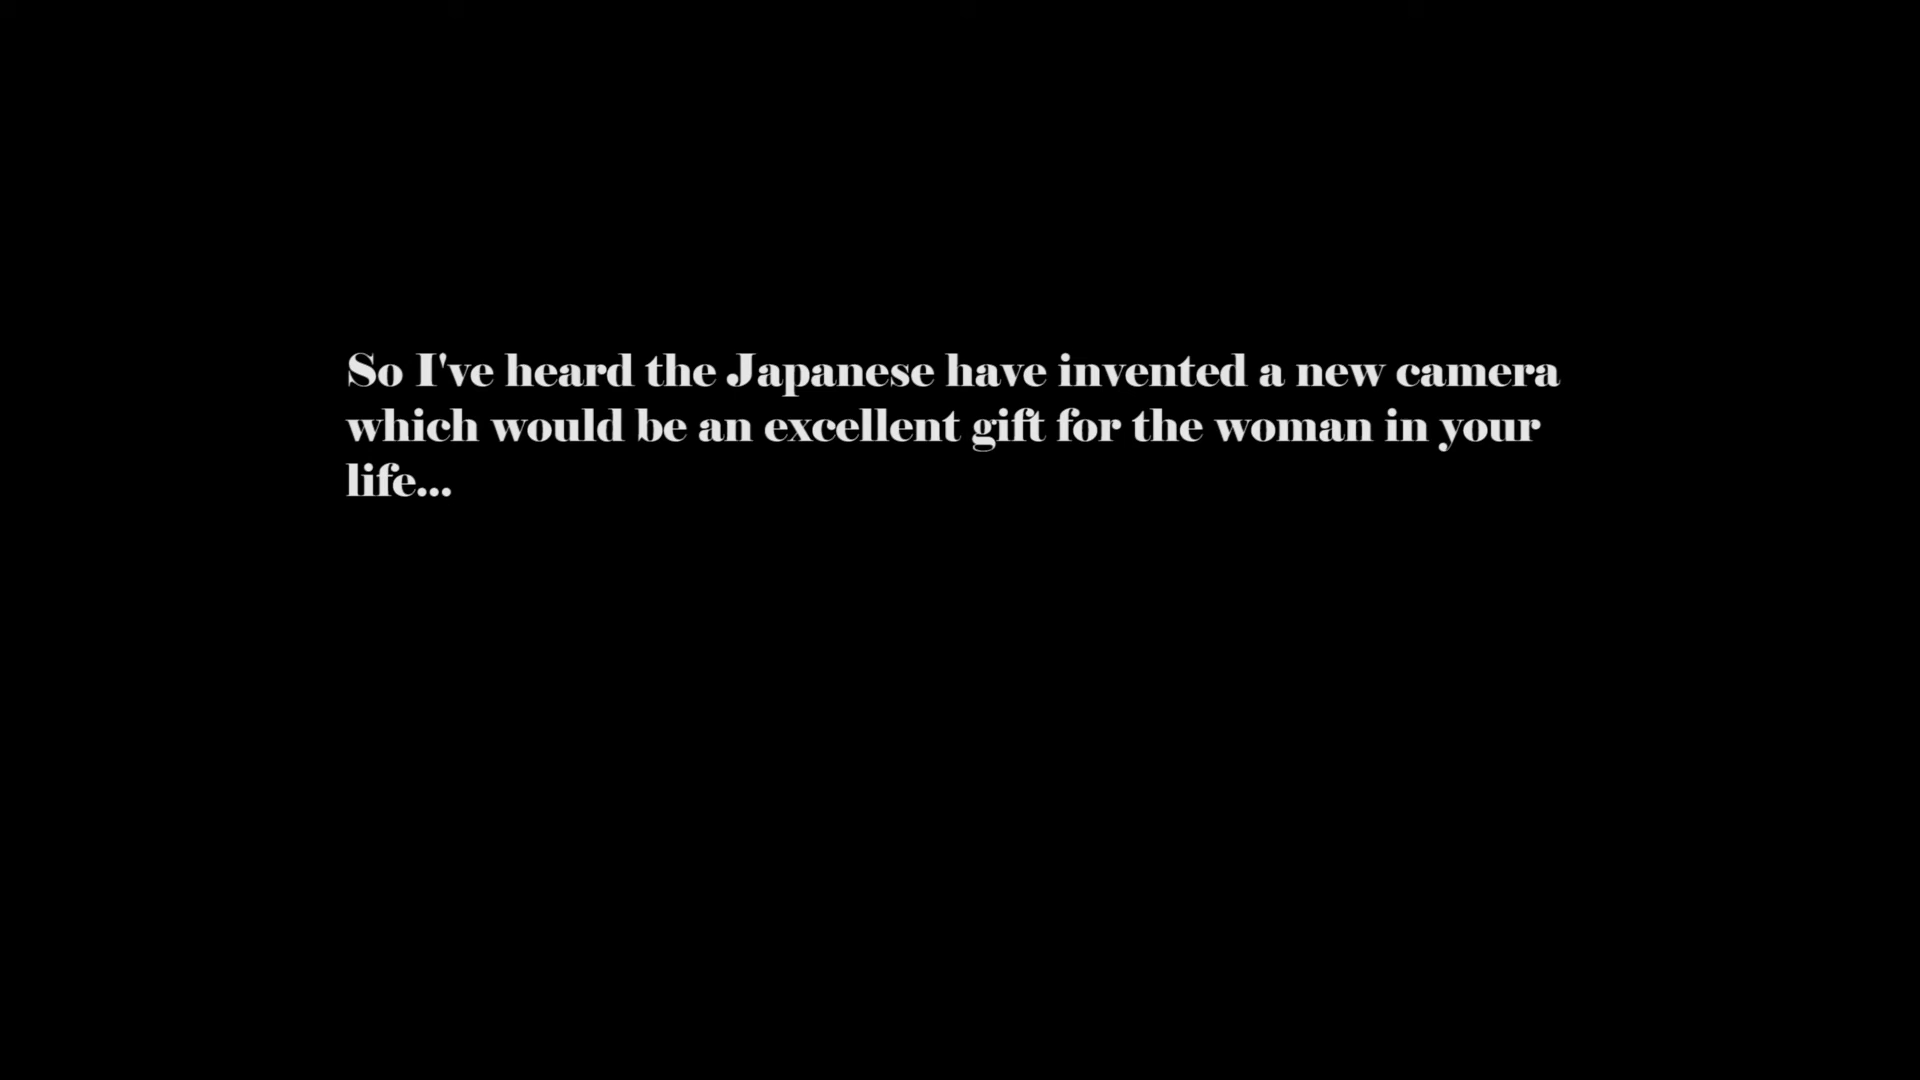 So I've heard the Japanese have invented a new camera
which would be an excellent gift for the woman in your
life...